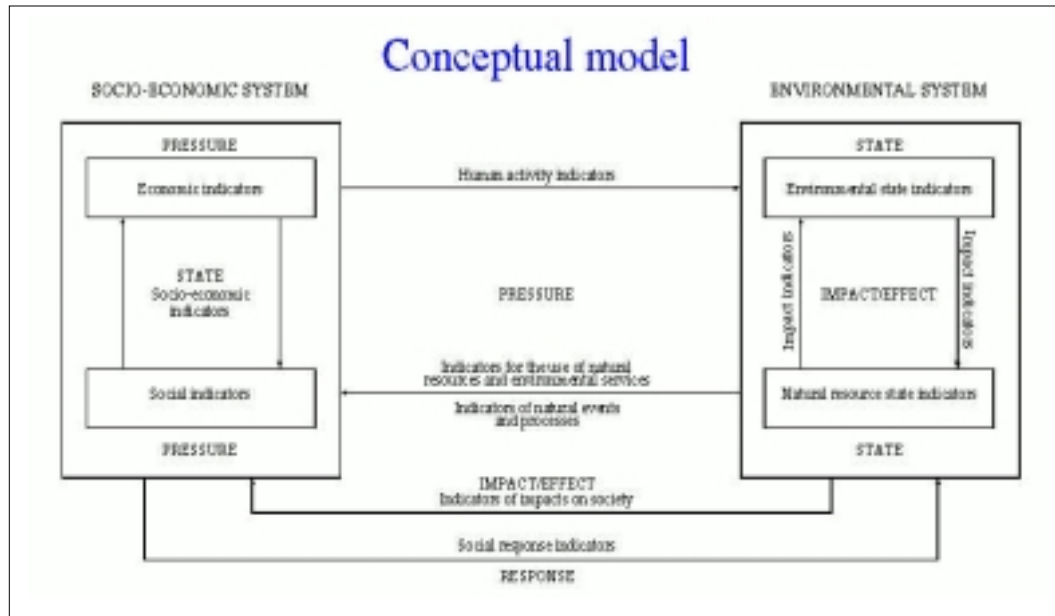 Conceptual model
SOCIO-ECONOMIC SYSTEM
ENVIRONMENTAL SYSTEM
PRESSURE
Economic indicators
STATE
Socio-economic
indicators
Social indicators
PRESSURE
Human activity indicators
PRESSURE
Indicators for the use of natural
resources and environmental services
Indicators of natural events
and processes
STATE
Environmental state indicators
Impact indicators
IMPACT/EFFECT
Impact indicators
Natural resource state indicators
STATE
IMPACT/EFFECT
Indicators of impacts on society
Social response indicators
RESPONSE